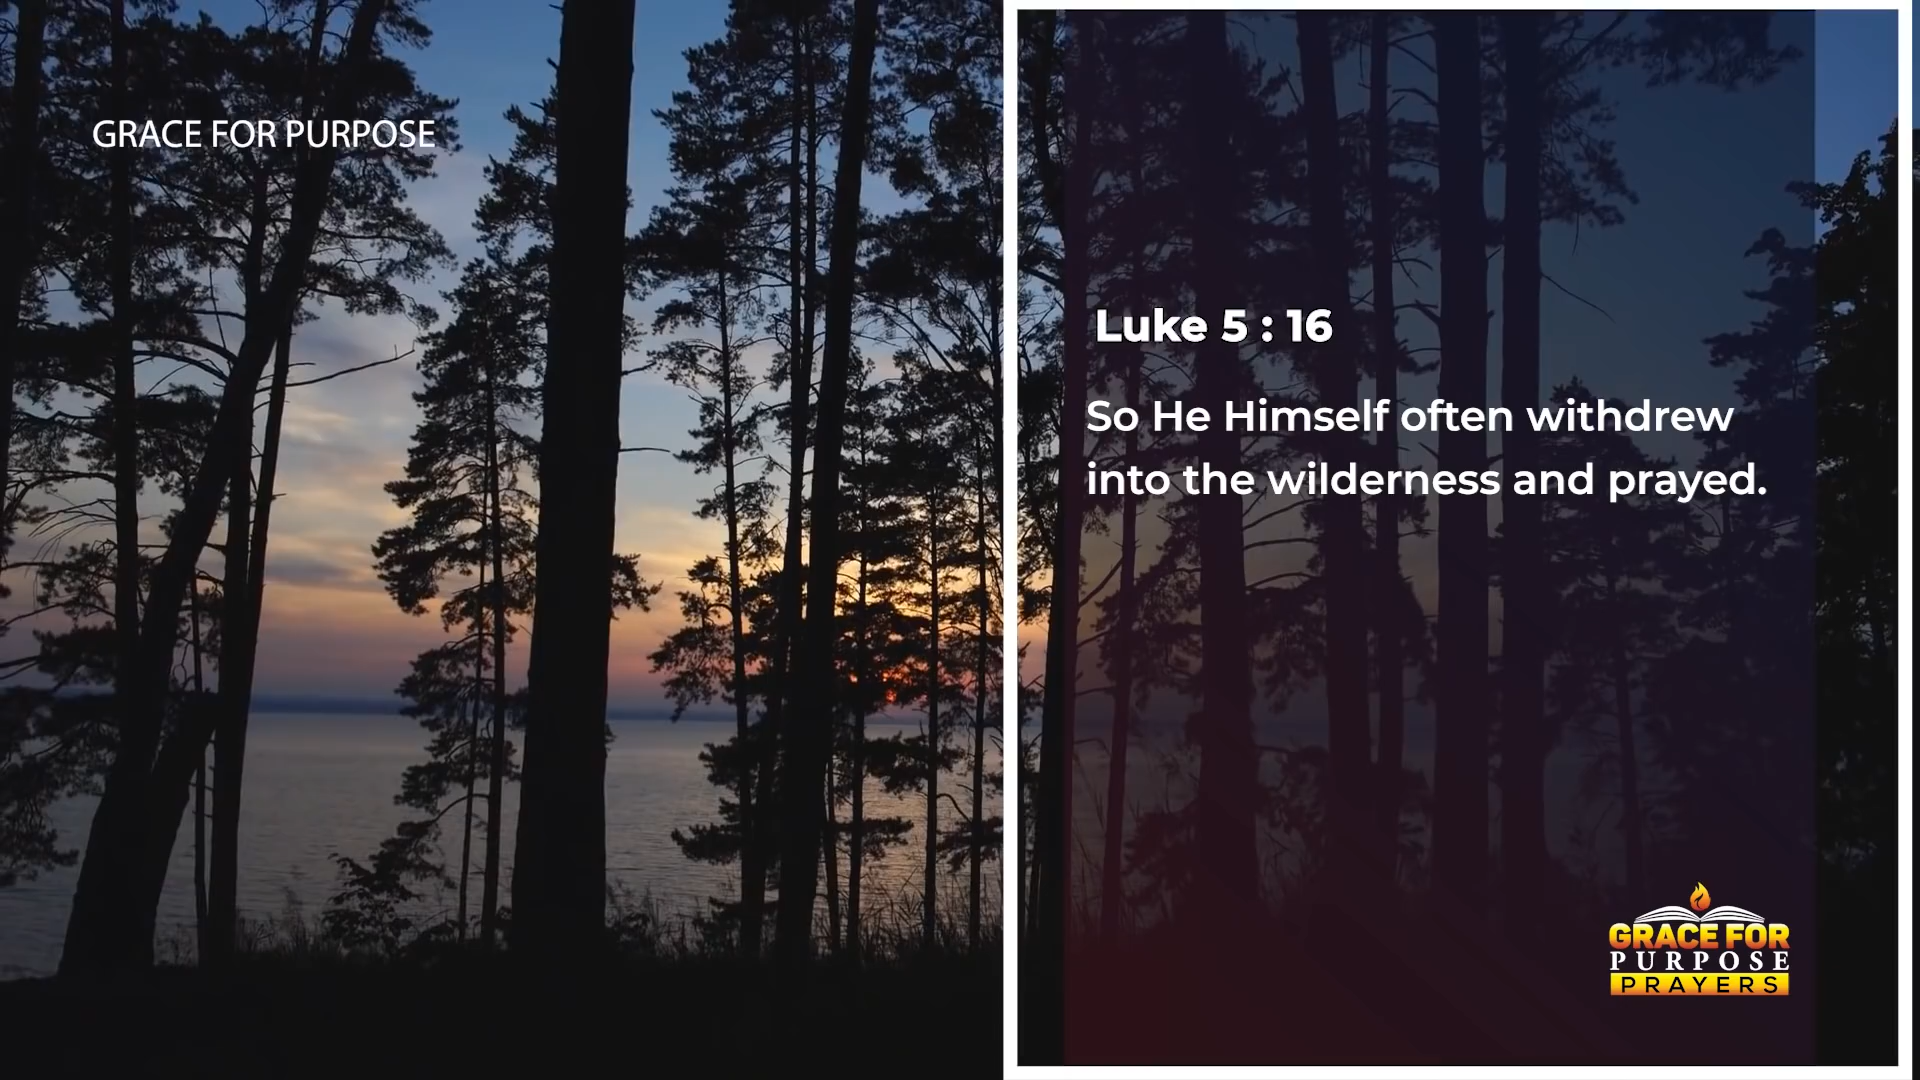 GRACE FOR PURPOSE
Luke 5 : 16
So He Himself often withdrew
into the wilderness and prayed.
GRACE FOR
PURPOSE
PRAYERS